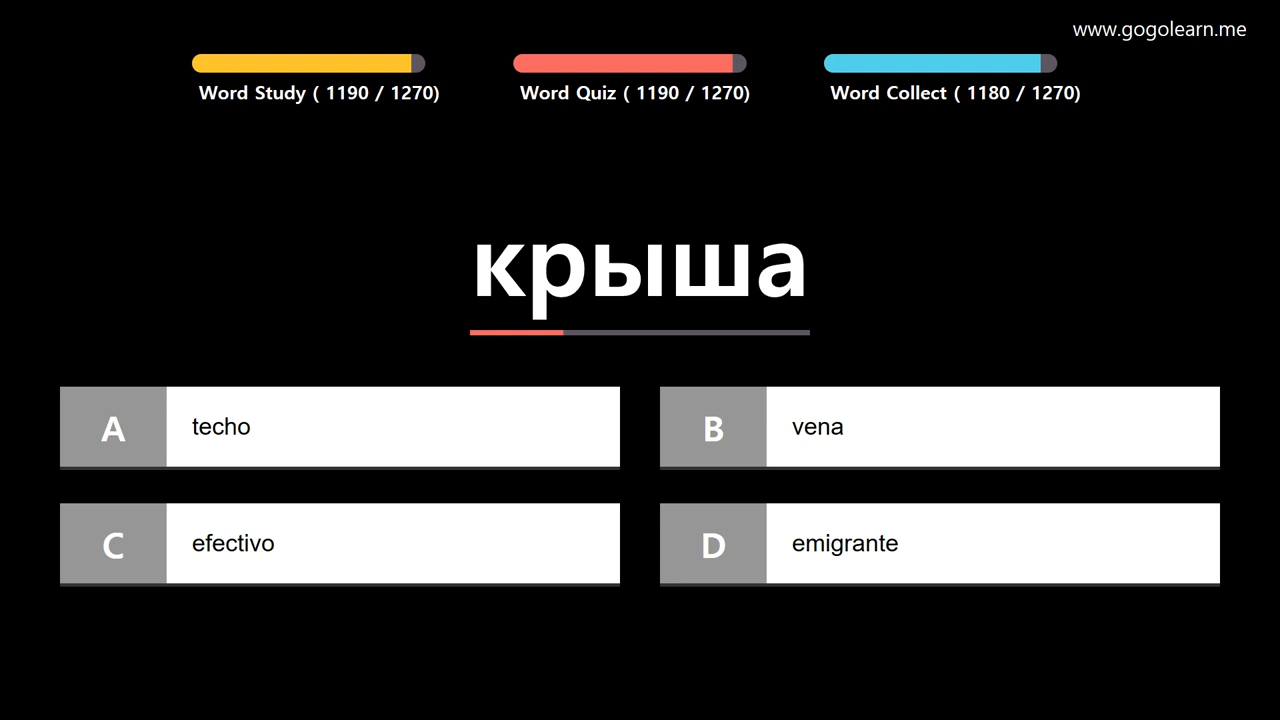 www.gogolearn.me
Word Study ( 1190 / 1270)
Word Quiz ( 1190 / 1270)
Word Collect ( 1180 / 1270)
крыша
A techo
B vena
C efectivo
D emigrante